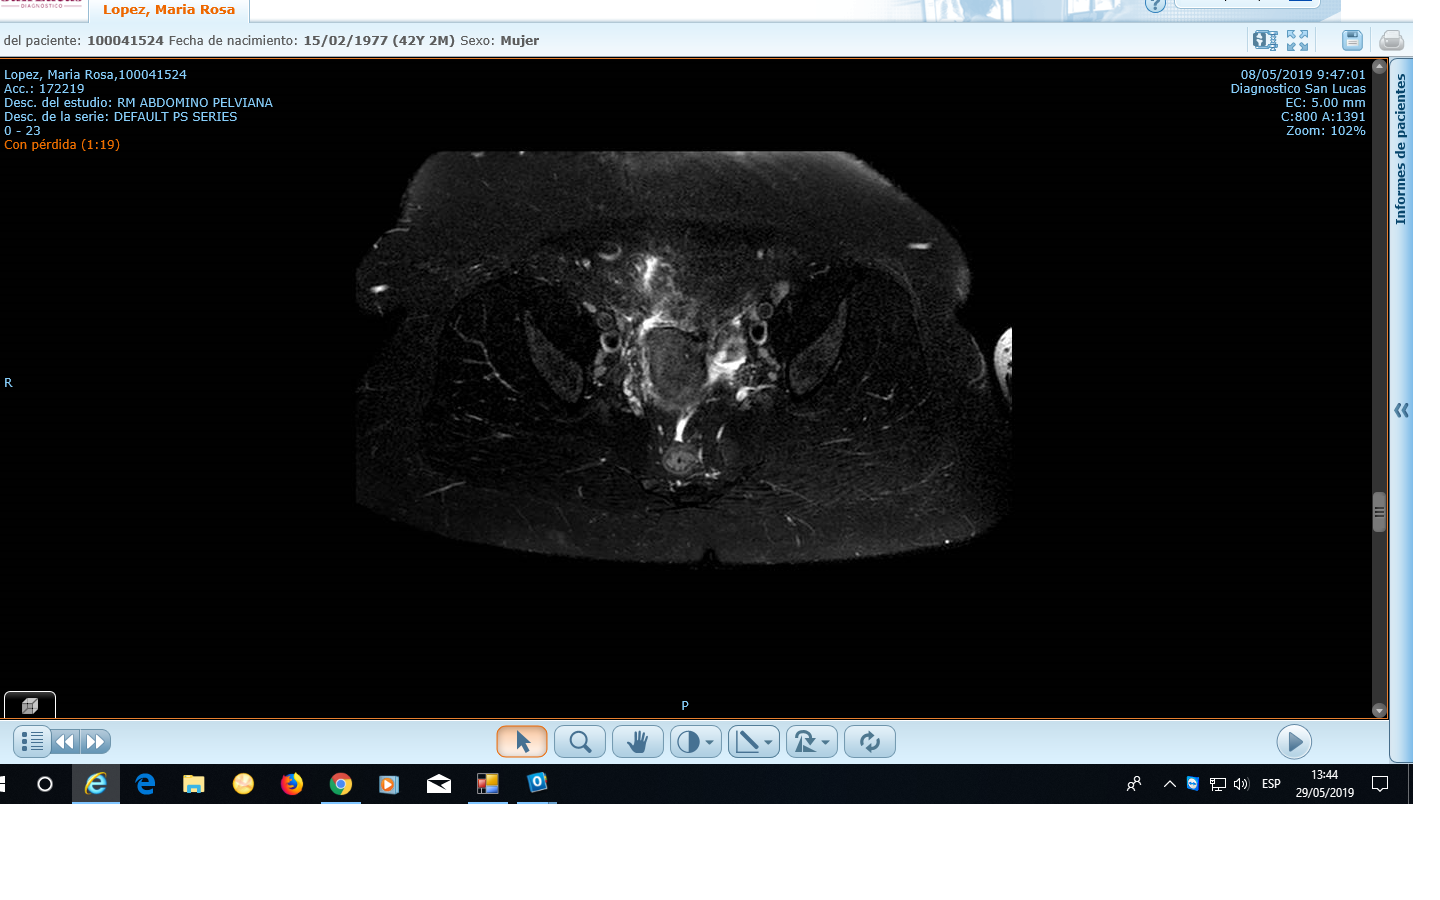 DIAGNOSTICO
Lopez, Maria Rosa
?
del paciente: 100041524 Fecha de nacimiento: 15/02/1977 (42Y 2M) Sexo: Mujer
Lopez, Maria Rosa,100041524
Acc.: 172219
Desc. del estudio: RM ABDOMINO PELVIANA
Desc. de la serie: DEFAULT PS SERIES
0 - 23
Con pérdida (1:19)
08/05/2019 9:47:01
Diagnostico San Lucas
EC: 5.00 mm
C:800 A:1391
Zoom: 102%
Informes de pacientes
R
P
ESP
13:44
29/05/2019